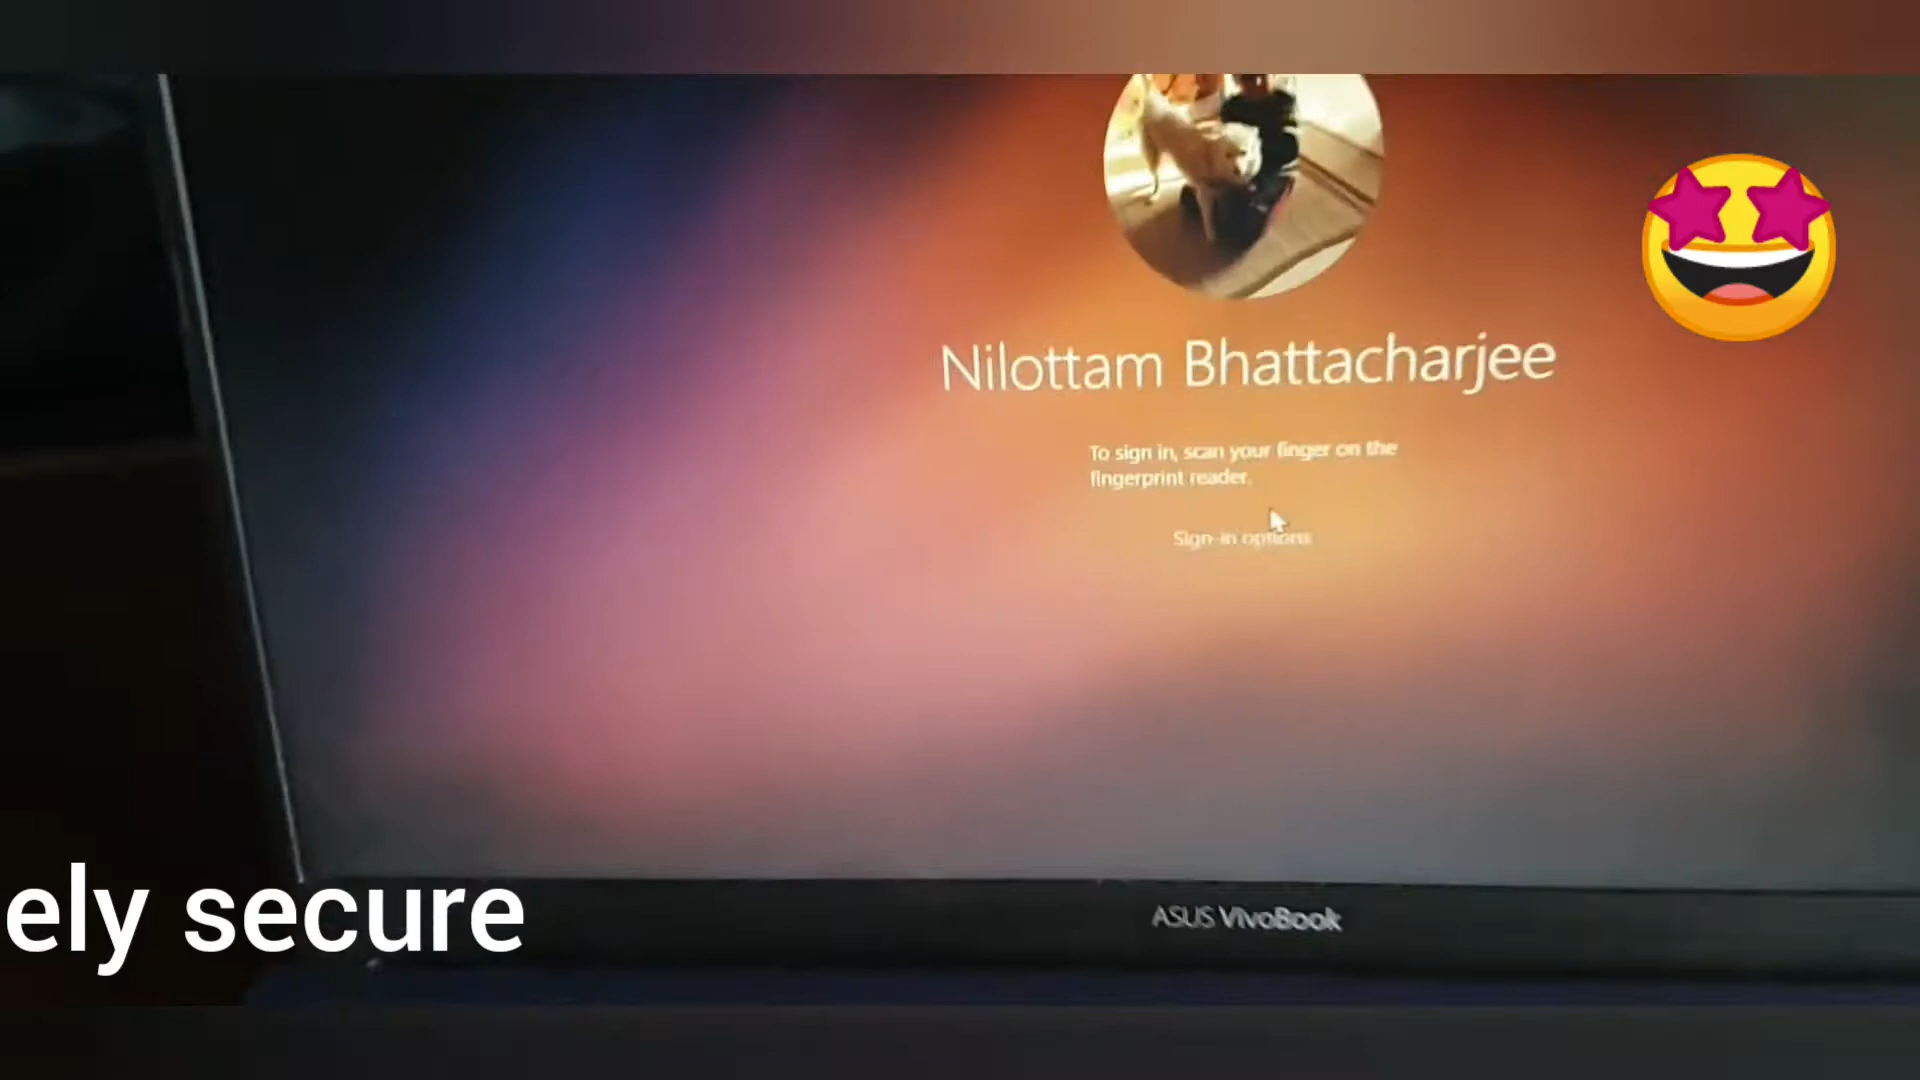 Nilottam Bhattacharjee
To sign in, scan your finger on the
fingerprint reader.
Sign-in options
ely secure
ASUS VivoBook